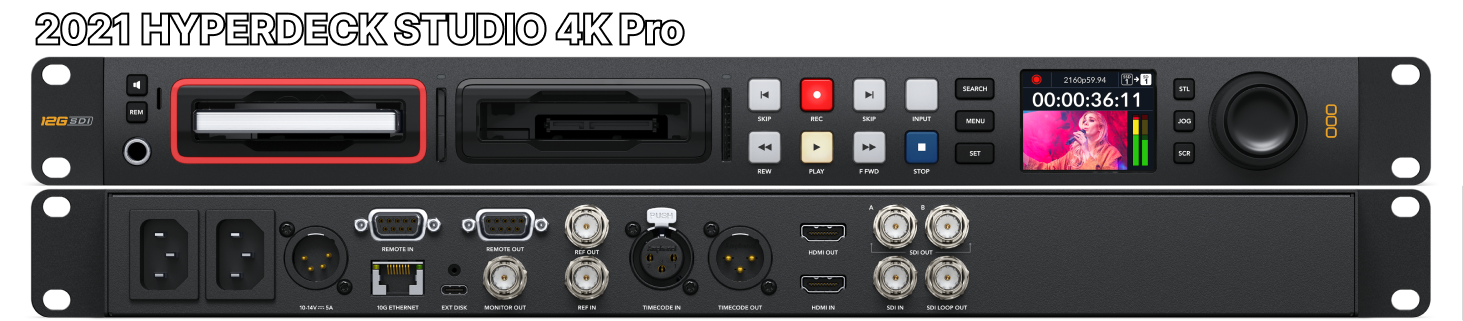 2021 HYPERDECK STUDIO 4K Pro
REM
12G SDI
SKIP
REC
SKIP
INPUT
REW
PLAY
F FWD
STOP
SEARCH
MENU
SET
2160p59.94
SSD 1
1
00:00:36:11
STL
JOG
SCR
REMOTE IN
REMOTE OUT
REF OUT
PUSH
HDMI OUT
A
B
SDI OUT
10-14V 5A
10G ETHERNET
EXT DISK
MONITOR OUT
REF IN
TIMECODE IN
TIMECODE OUT
HDMI IN
SDI IN
SDI LOOP OUT